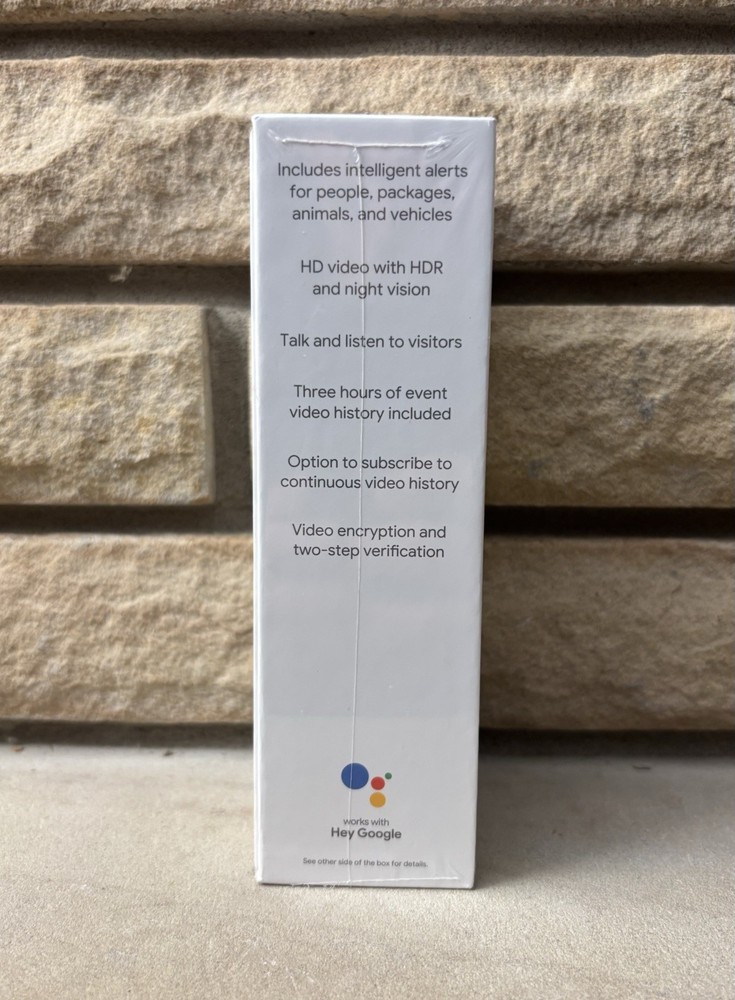 Includes intelligent alerts
for people, packages,
animals, and vehicles
HD video with HDR
and night vision
Talk and listen to visitors
Three hours of event
video history included
Option to subscribe to
continuous video history
Video encryption and
two-step verification
works with
Hey Google
See other side of the box for details.